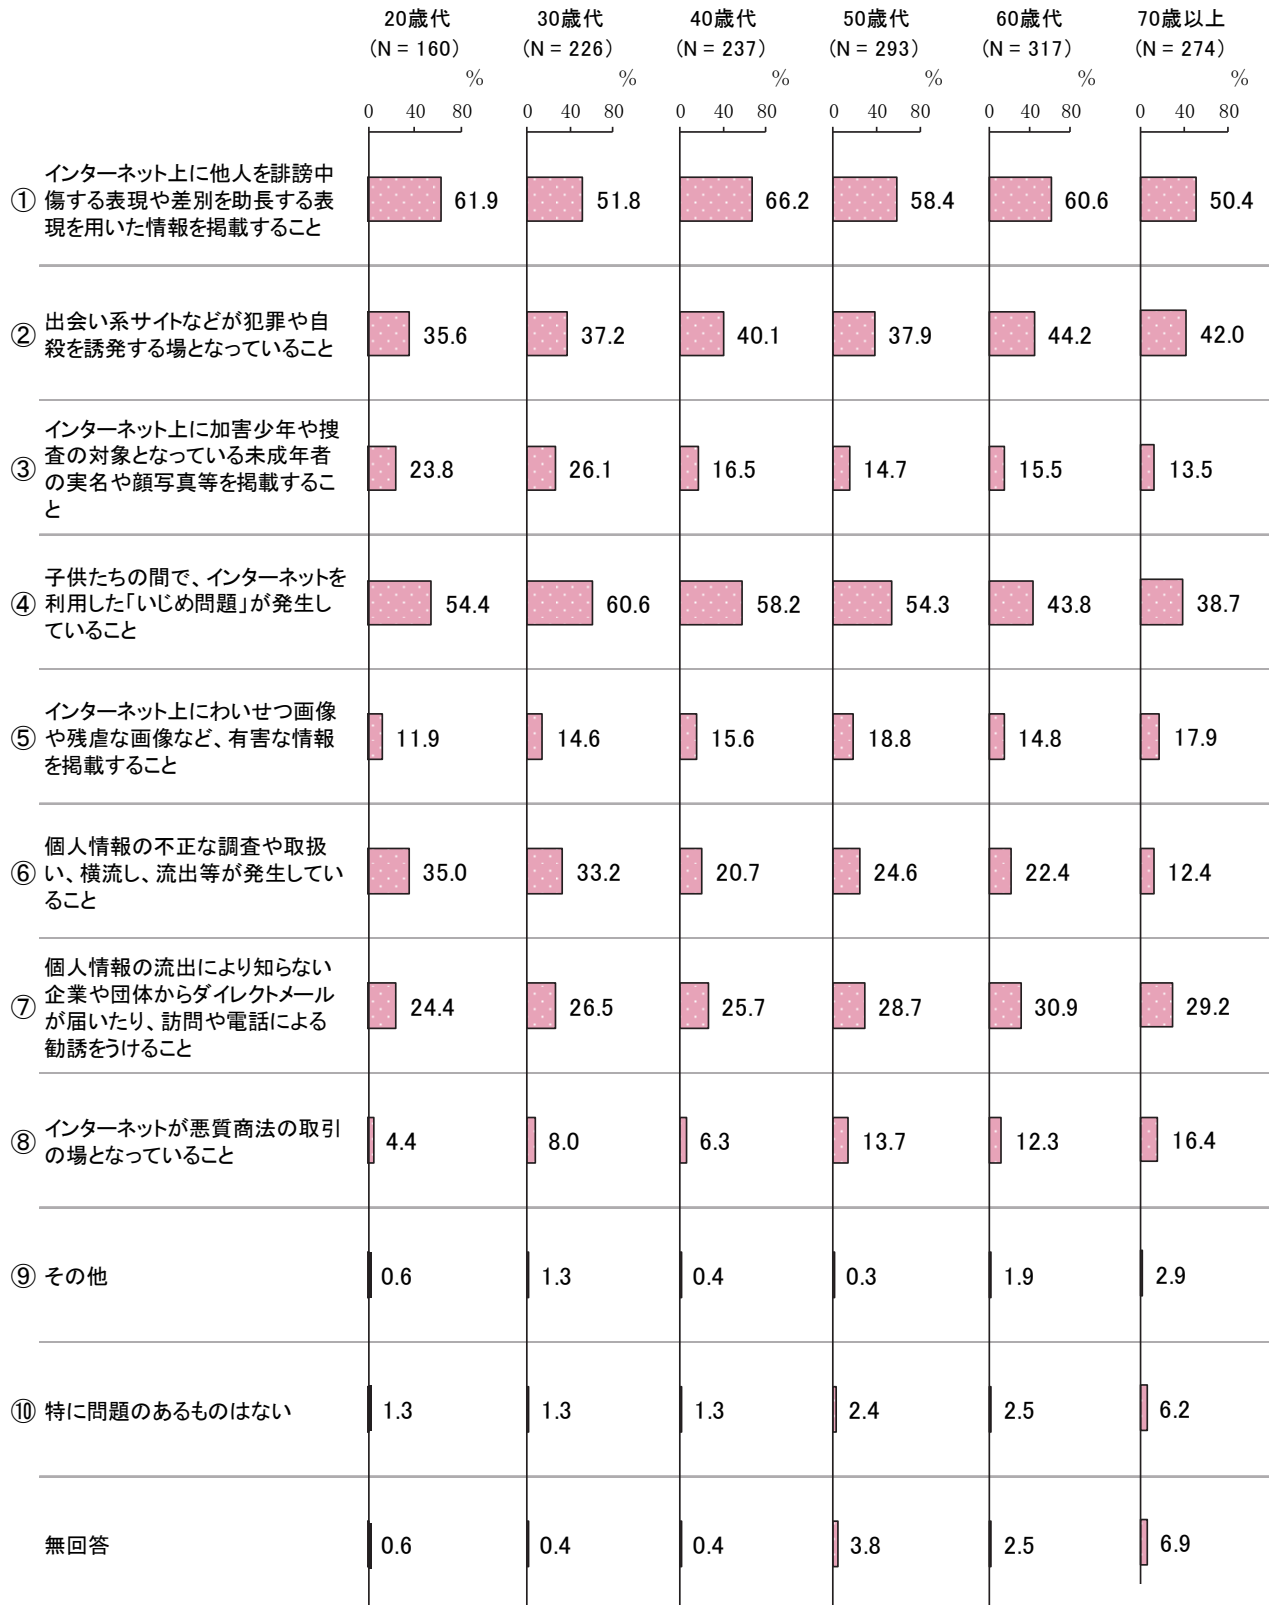 20歳代 30歳代 40歳代 50歳代 60歳代 70歳以上
(N = 160) (N = 226) (N = 237) (N = 293) (N = 317) (N = 274)
% % % % % %
0 40 80 0 40 80 0 40 80 0 40 80 0 40 80 0 40 80
インターネット上に他人を誹謗中
① 傷する表現や差別を助長する表 61.9 51.8 66.2 58.4 60.6 50.4
現を用いた情報を掲載すること
② 出会い系サイトなどが犯罪や自 35.6 37.2 40.1 37.9 44.2 42.0
殺を誘発する場となっていること
インターネット上に加害少年や捜
③ 査の対象となっている未成年者 23.8 26.1 16.5 14.7 15.5 13.5
の実名や顔写真等を掲載するこ
と
子供たちの間で、インターネットを
④ 利用した「いじめ問題」が発生し 54.4 60.6 58.2 54.3 43.8 38.7
ていること
インターネット上にわいせつ画像
⑤ や残虐な画像など、有害な情報 11.9 14.6 15.6 18.8 14.8 17.9
を掲載すること
個人情報の不正な調査や取扱
⑥ い、横流し、流出等が発生してい 35.0 33.2 20.7 24.6 22.4 12.4
ること
個人情報の流出により知らない
⑦ 企業や団体からダイレクトメール 24.4 26.5 25.7 28.7 30.9 29.2
が届いたり、訪問や電話による
勧誘をうけること
⑧ インターネットが悪質商法の取引 4.4 8.0 6.3 13.7 12.3 16.4
の場となっていること
⑨ その他 0.6 1.3 0.4 0.3 1.9 2.9
⑩ 特に問題のあるものはない 1.3 1.3 1.3 2.4 2.5 6.2
無回答 0.6 0.4 0.4 3.8 2.5 6.9